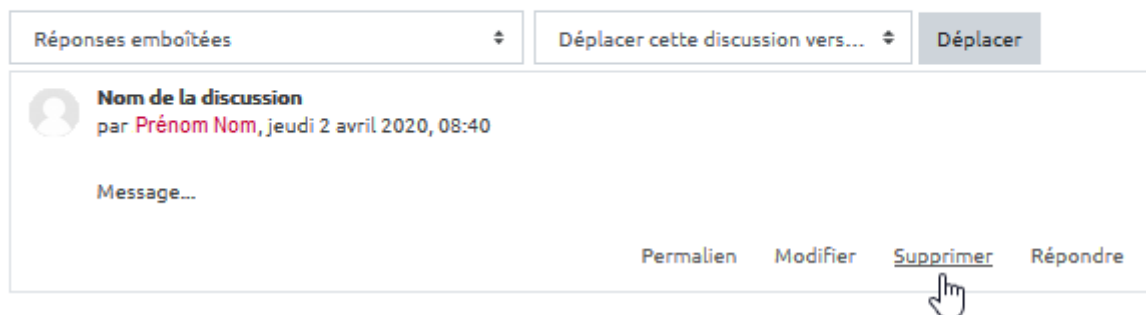 Réponses emboîtées Déplacer cette discussion vers... Déplacer
Nom de la discussion
par Prénom Nom, jeudi 2 avril 2020, 08:40
Message...
Permalien Modifier Supprimer Répondre